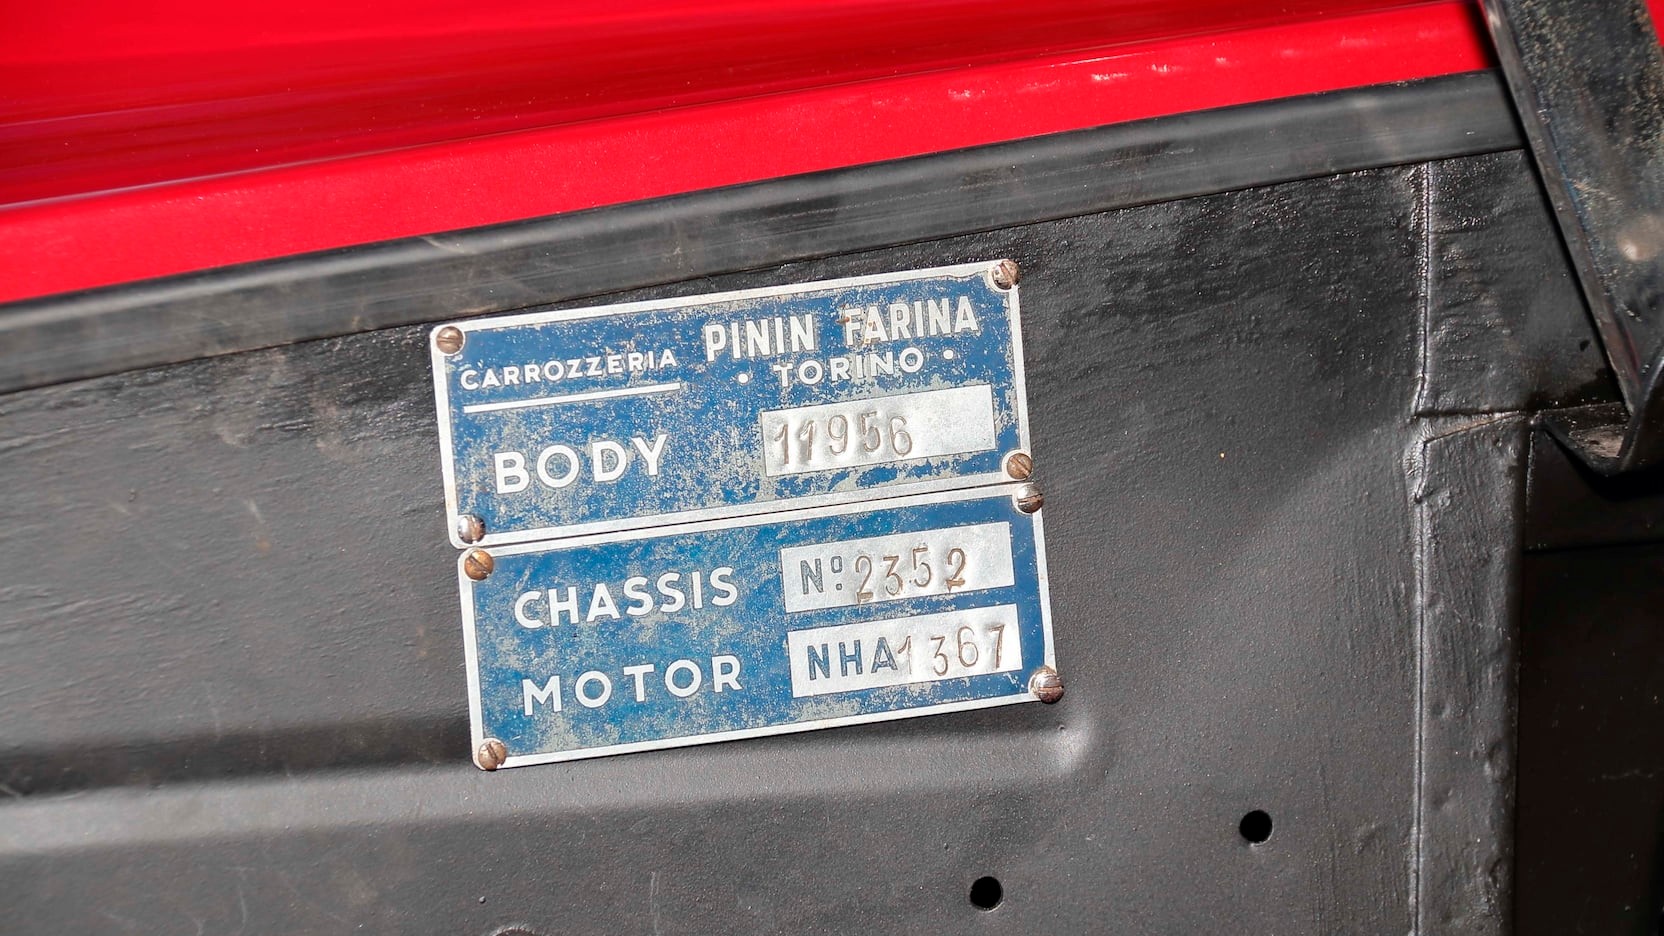 CARROZZERIA PININ FARINA
• TORINO •
BODY 11956
CHASSIS Nº: 2352
MOTOR NHA1367